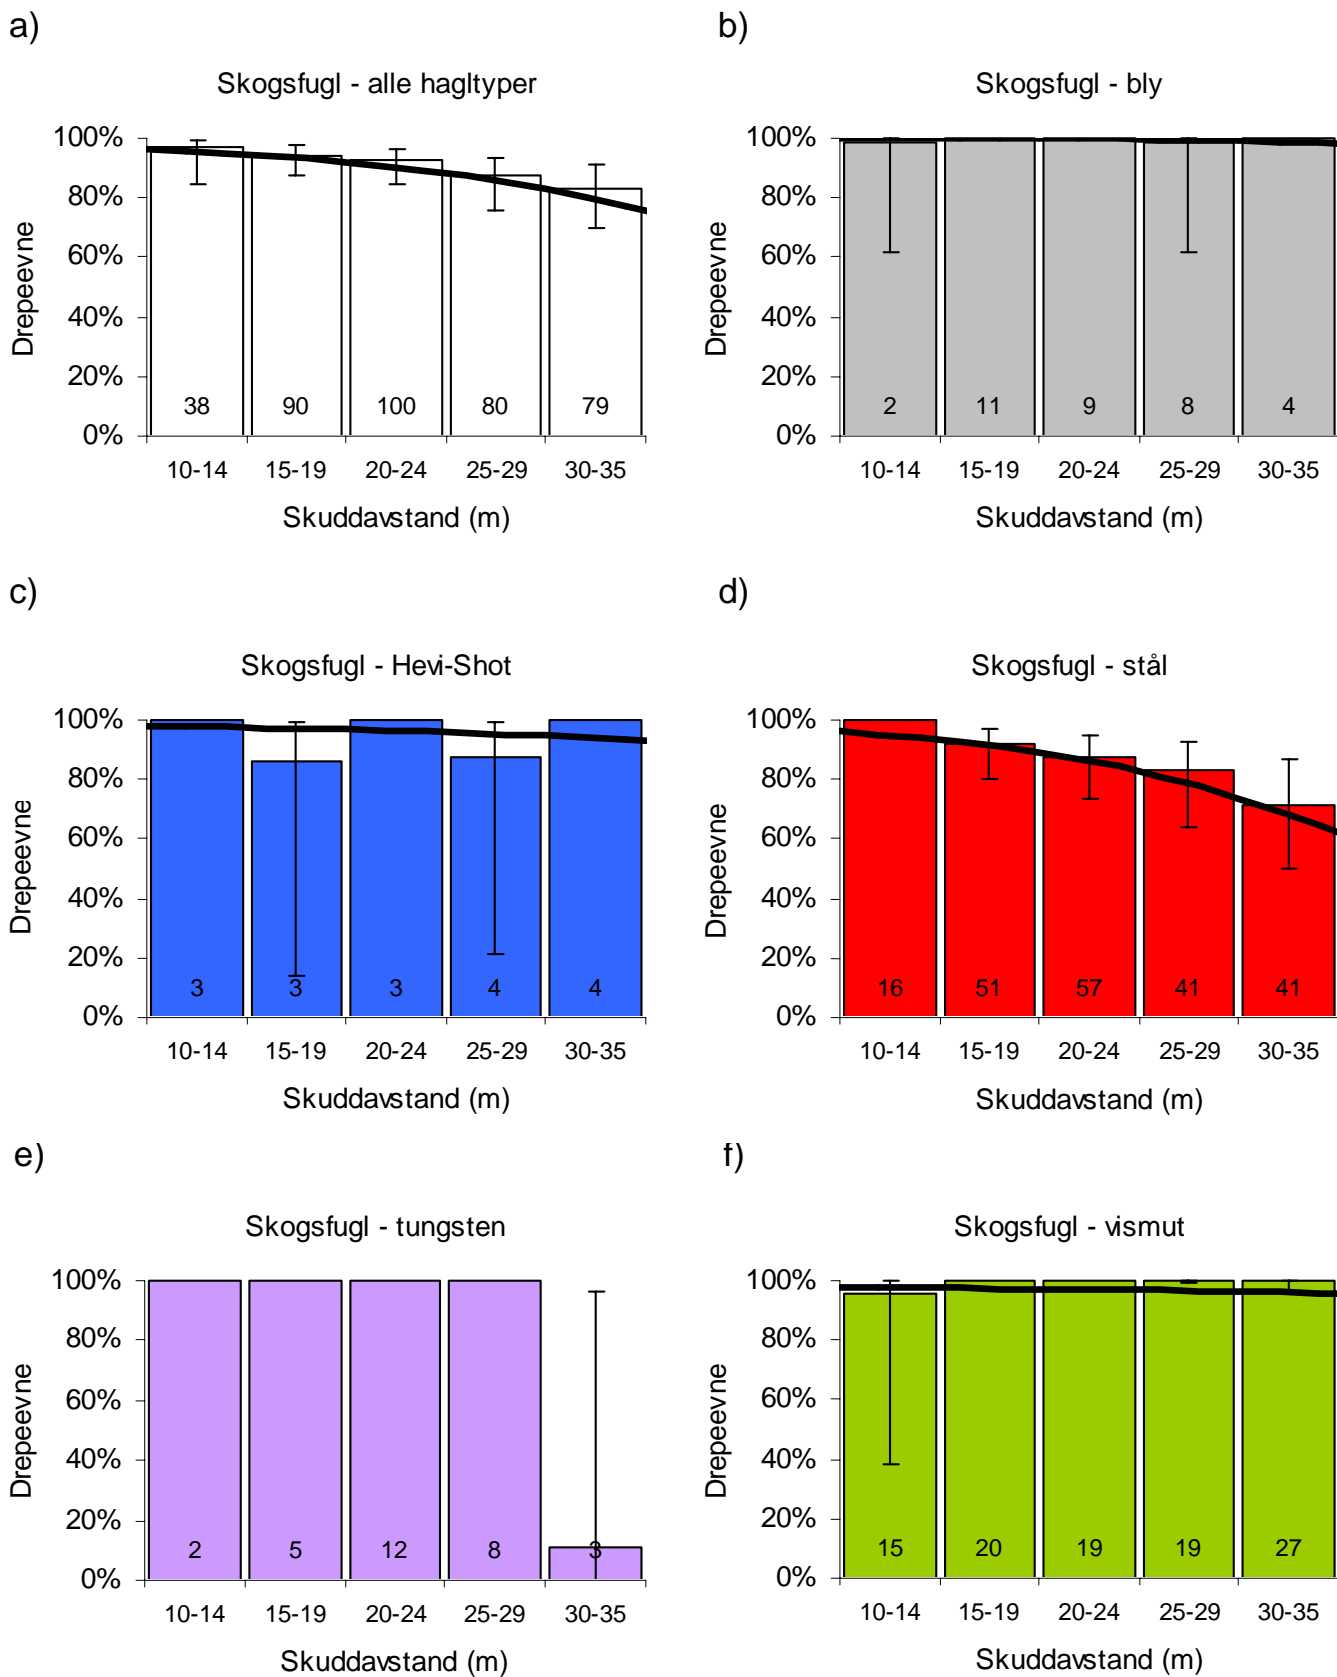 a)
Skogsfugl - alle hagltyper
Drepeevne
100%
80%
60%
40%
20%
0%
38 90 100 80 79
10-14 15-19 20-24 25-29 30-35
Skuddavstand (m)
b)
Skogsfugl - bly
Drepeevne
100%
80%
60%
40%
20%
0%
2 11 9 8 4
10-14 15-19 20-24 25-29 30-35
Skuddavstand (m)
c)
Skogsfugl - Hevi-Shot
Drepeevne
100%
80%
60%
40%
20%
0%
3 3 3 4 4
10-14 15-19 20-24 25-29 30-35
Skuddavstand (m)
d)
Skogsfugl - stål
Drepeevne
100%
80%
60%
40%
20%
0%
16 51 57 41 41
10-14 15-19 20-24 25-29 30-35
Skuddavstand (m)
e)
Skogsfugl - tungsten
Drepeevne
100%
80%
60%
40%
20%
0%
2 5 12 8 3
10-14 15-19 20-24 25-29 30-35
Skuddavstand (m)
f)
Skogsfugl - vismut
Drepeevne
100%
80%
60%
40%
20%
0%
15 20 19 19 27
10-14 15-19 20-24 25-29 30-35
Skuddavstand (m)